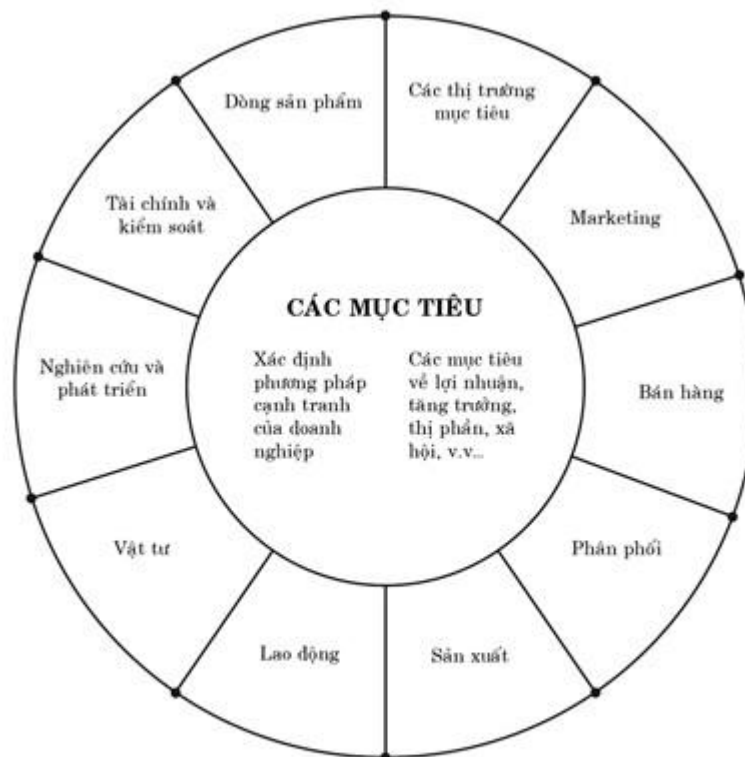 Dòng sản phẩm
Các thị trường
mục tiêu
Marketing
Bán hàng
Phân phối
Sản xuất
Lao động
Vật tư
Nghiên cứu và
phát triển
Tài chính và
kiểm soát
CÁC MỤC TIÊU
Xác định
phương pháp
cạnh tranh
của doanh
nghiệp
Các mục tiêu
về lợi nhuận,
tăng trưởng,
thị phần, xã
hội, v.v...